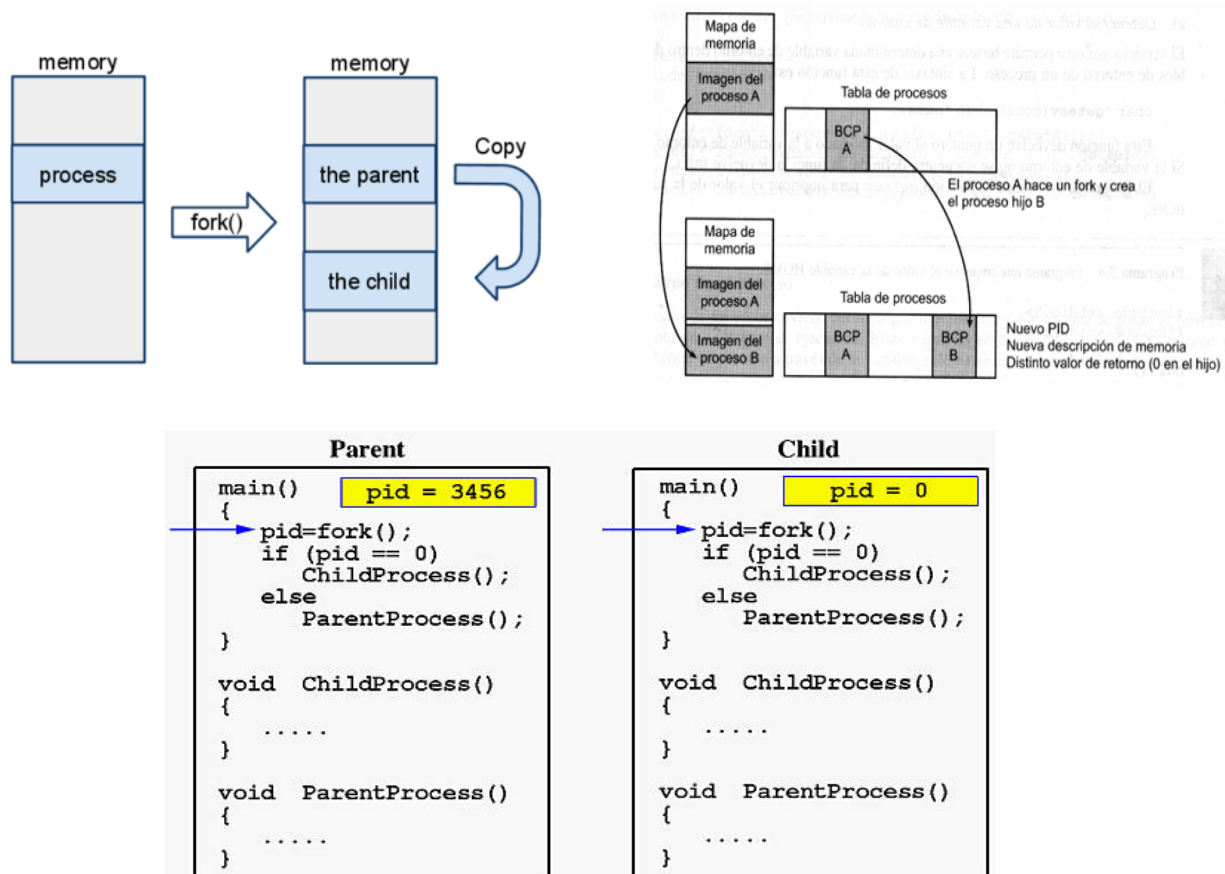 memory
process
fork()
memory
the parent
the child
Copy
Mapa de
memoria
Imagen del
proceso A
Tabla de procesos
BCP
A
El proceso A hace un fork y crea
el proceso hijo B
Mapa de
memoria
Imagen del
proceso A
Imagen del
proceso B
Tabla de procesos
BCP
A
BCP
B
Nuevo PID
Nueva descripción de memoria
Distinto valor de retorno (0 en el hijo)
Parent
main()
pid = 3456
{
pid=fork();
if (pid == 0)
ChildProcess();
else
ParentProcess();
}
void ChildProcess()
{
.....
}
void ParentProcess()
{
.....
}
Child
main()
pid = 0
{
pid=fork();
if (pid == 0)
ChildProcess();
else
ParentProcess();
}
void ChildProcess()
{
.....
}
void ParentProcess()
{
.....
}